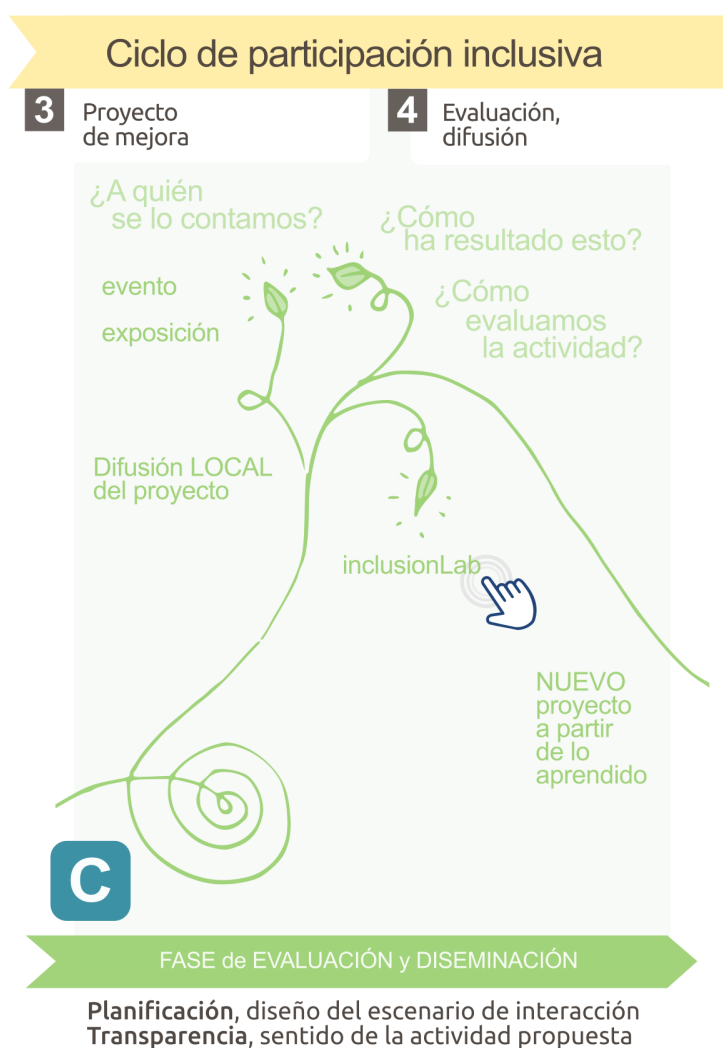 Ciclo de participación inclusiva
3 Proyecto
de mejora
4 Evaluación,
difusión
¿A quién
se lo contamos?
¿Cómo
ha resultado esto?
evento
exposición
¿Cómo
evaluamos
la actividad?
Difusión LOCAL
del proyecto
inclusionLab
NUEVO
proyecto
a partir
de lo
aprendido
C
FASE de EVALUACIÓN y DISEMINACIÓN
Planificación, diseño del escenario de interacción
Transparencia, sentido de la actividad propuesta